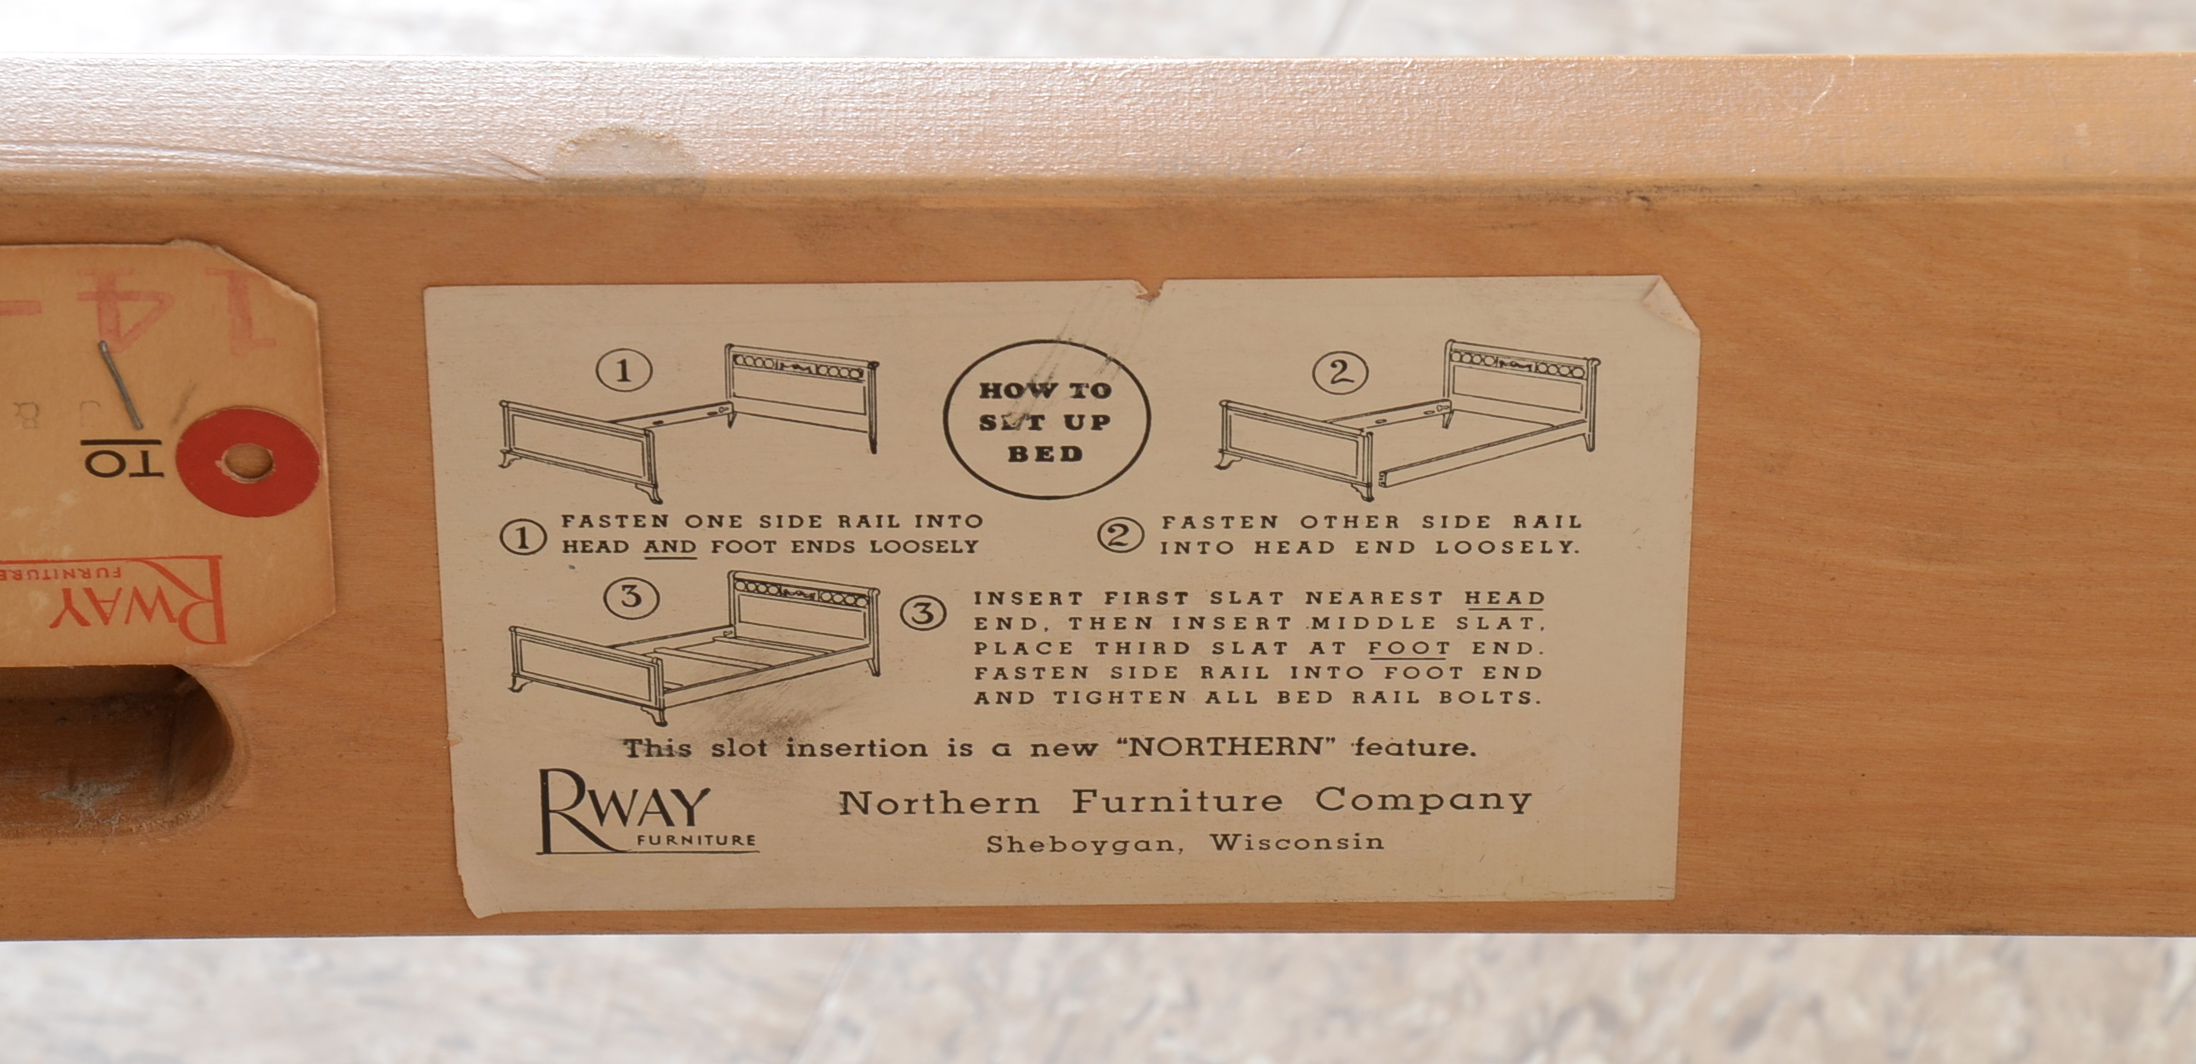 14-
TO
RWAY
FURNITURE
1
HOW TO
SET UP
BED
2
1 FASTEN ONE SIDE RAIL INTO
HEAD AND FOOT ENDS LOOSELY
2 FASTEN OTHER SIDE RAIL
INTO HEAD END LOOSELY.
3
3 INSERT FIRST SLAT NEAREST HEAD
END, THEN INSERT MIDDLE SLAT,
PLACE THIRD SLAT AT FOOT END.
FASTEN SIDE RAIL INTO FOOT END
AND TIGHTEN ALL BED RAIL BOLTS.
This slot insertion is a new “NORTHERN” feature.
RWAY
FURNITURE
Northern Furniture Company
Sheboygan, Wisconsin